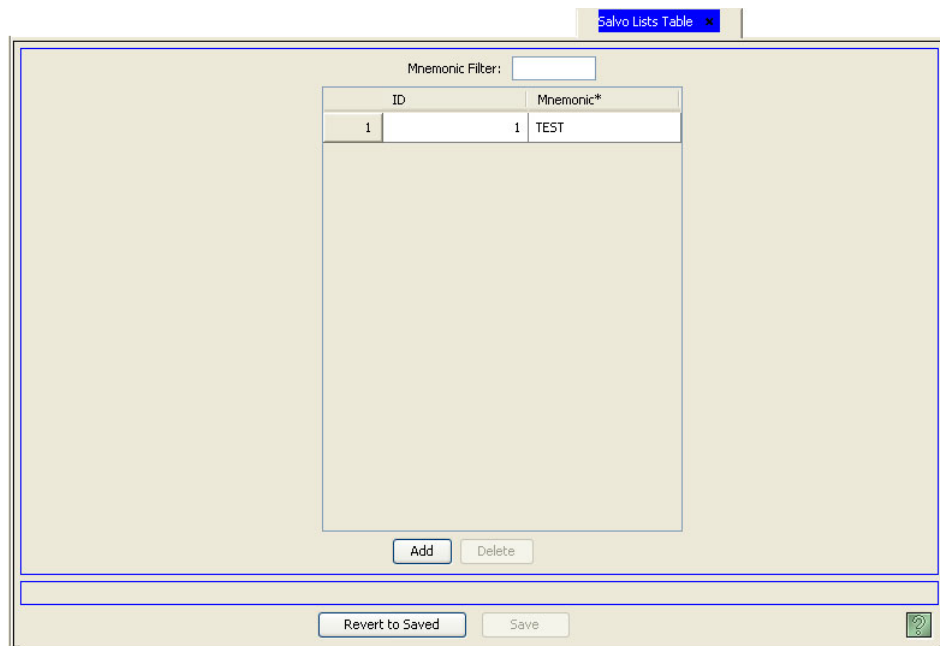 Salvo Lists Table ×
Mnemonic Filter:
ID Mnemonic*
1 1 TEST
Add Delete
Revert to Saved Save
?